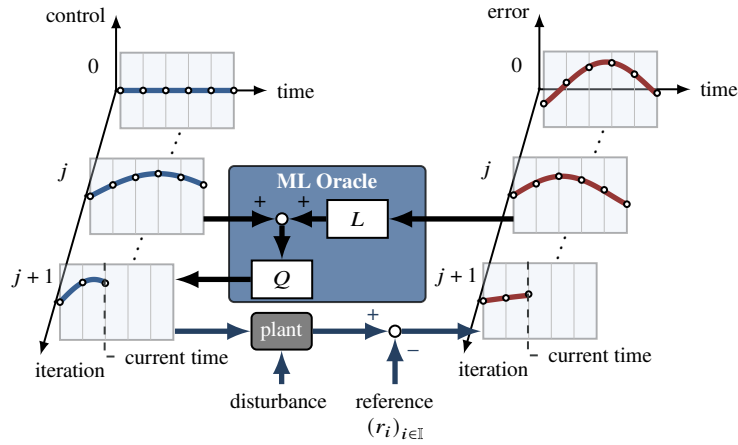 control
error
0
time
0
time
j
ML Oracle
j
+
+
L
j + 1
Q
j + 1
plant
+
−
current time
current time
iteration
iteration
disturbance
reference
(r_i)_{i∈𝕀}